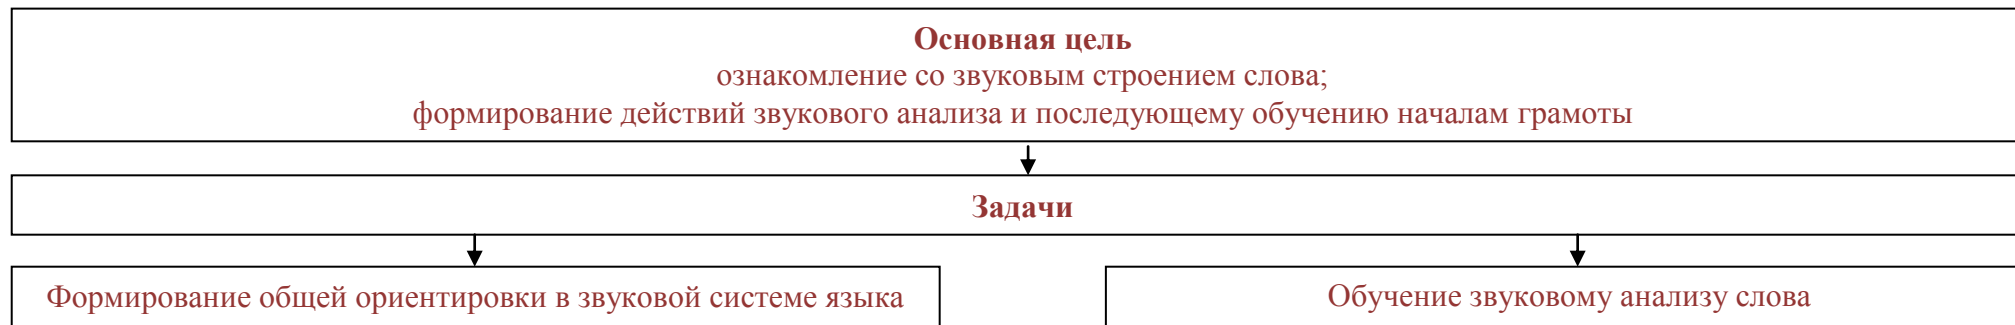 Основная цель
ознакомление со звуковым строением слова;
формирование действий звукового анализа и последующему обучению началам грамоты
Задачи
Формирование общей ориентировки в звуковой системе языка
Обучение звуковому анализу слова